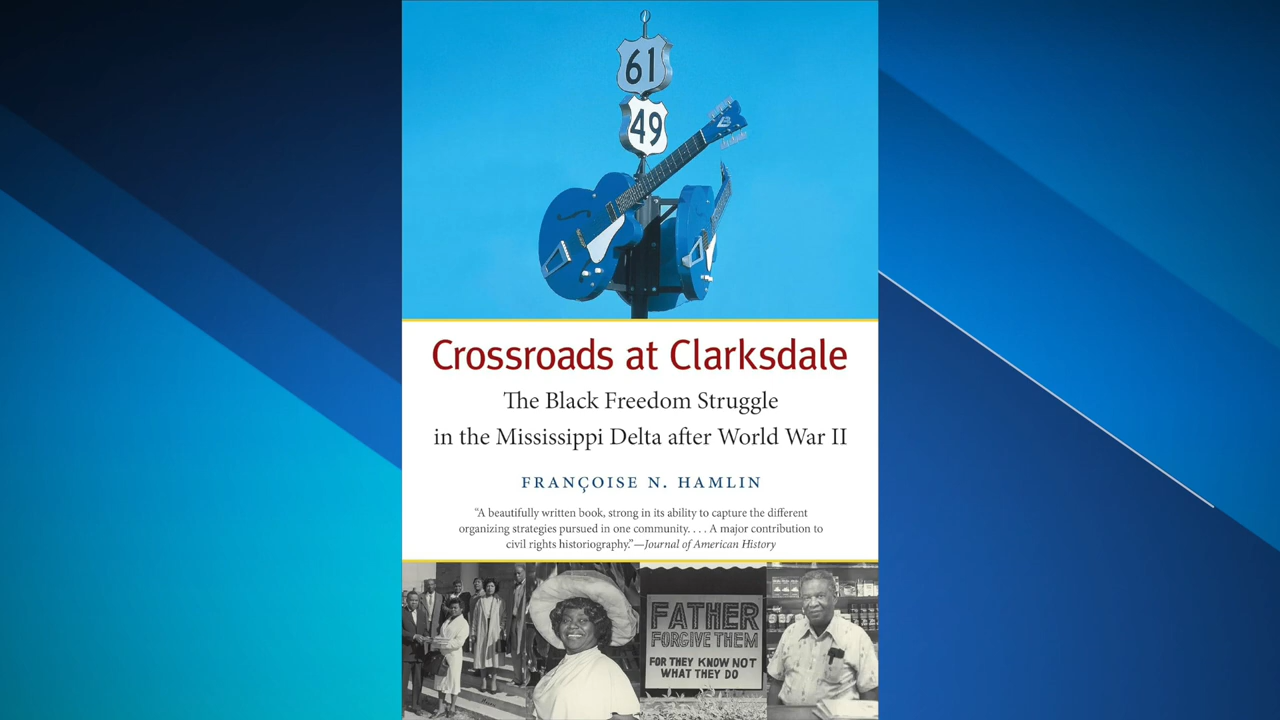 61
49
Crossroads at Clarksdale
The Black Freedom Struggle
in the Mississippi Delta after World War II
FRANÇOISE N. HAMLIN
“A beautifully written book, strong in its ability to capture the different
organizing strategies pursued in one community. . . . A major contribution to
civil rights historiography.”—Journal of American History
FATHER
FORGIVE THEM
FOR THEY KNOW NOT
WHAT THEY DO